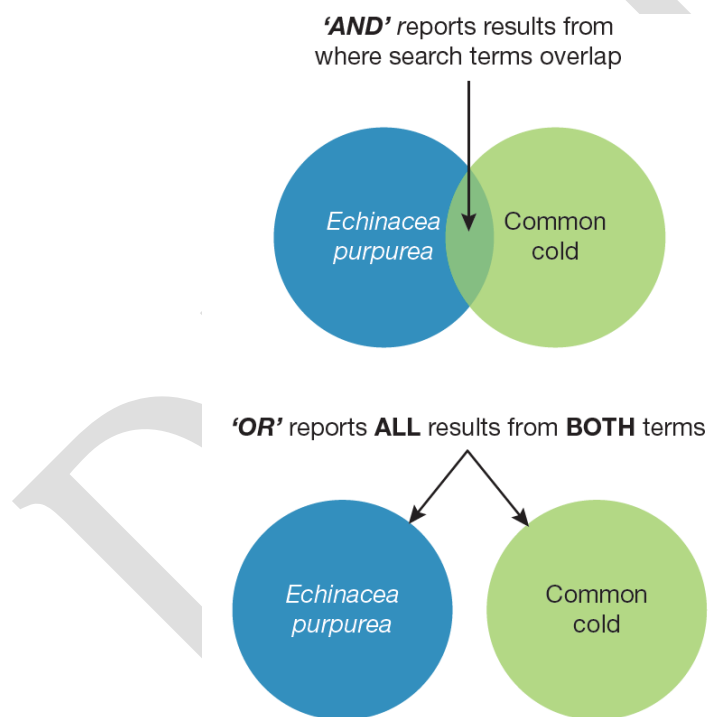 'AND' reports results from
where search terms overlap
Echinacea
purpurea
Common
cold
'OR' reports ALL results from BOTH terms
Echinacea
purpurea
Common
cold